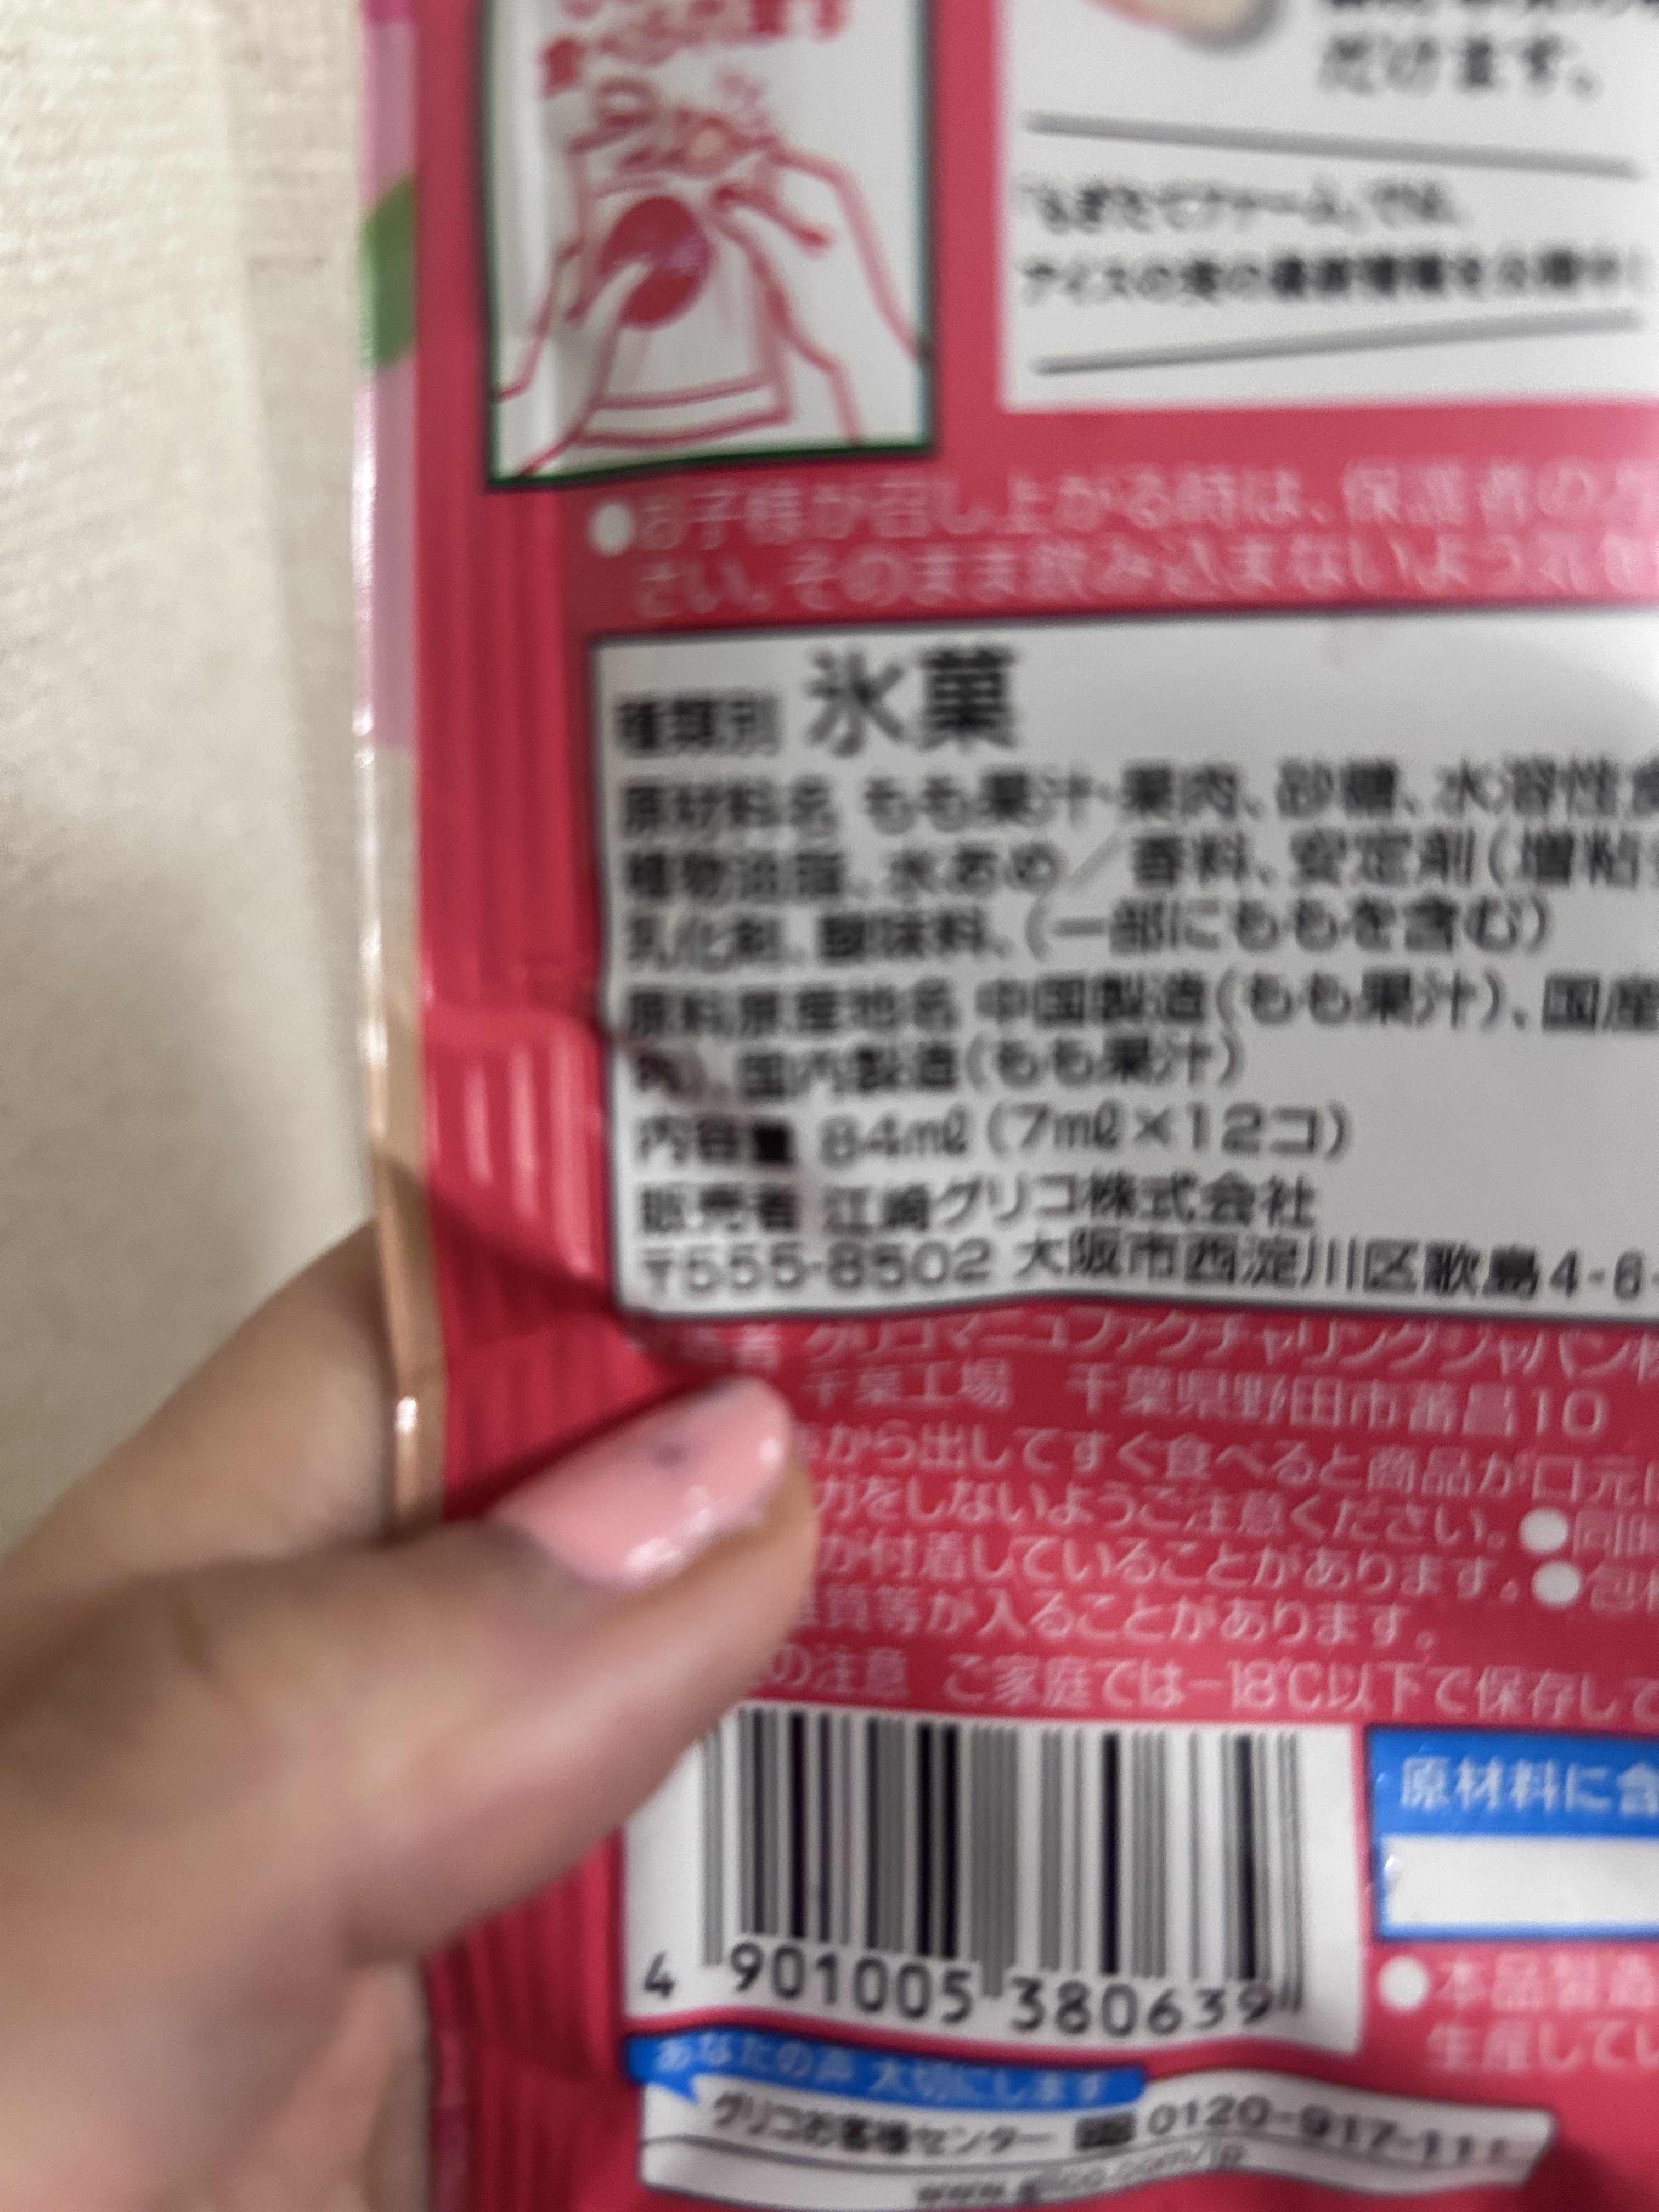 だけます。
「もぎたてファーム」では、
アイスの実の最新情報を公開中!
●お子様が召し上がる時は、保護者の
さい。そのまま飲み込まないよう気を
種類別 氷菓
原材料名 もも果汁・果肉、砂糖、水溶性食
植物油脂、水あめ／香料、安定剤(増粘
乳化剤、酸味料、(一部にももを含む)
原料原産地名 中国製造(もも果汁)、国産
肉)、国内製造(もも果汁)
内容量 84mℓ(7mℓ×12コ)
販売者 江崎グリコ株式会社
〒555-8502 大阪市西淀川区歌島4-6-
者 グリコマニュファクチャリングジャパン株
千葉工場 千葉県野田市蕃昌10
から出してすぐ食べると商品が口元に
ガをしないようご注意ください。●同時
が付着していることがあります。●包材
質等が入ることがあります。
の注意 ご家庭では-18℃以下で保存して
原材料に含
4 901005 380639
●本品製造
生産してい
あなたの声 大切にします
グリコお客様センター 0120-917-111
www.glico.com/jp